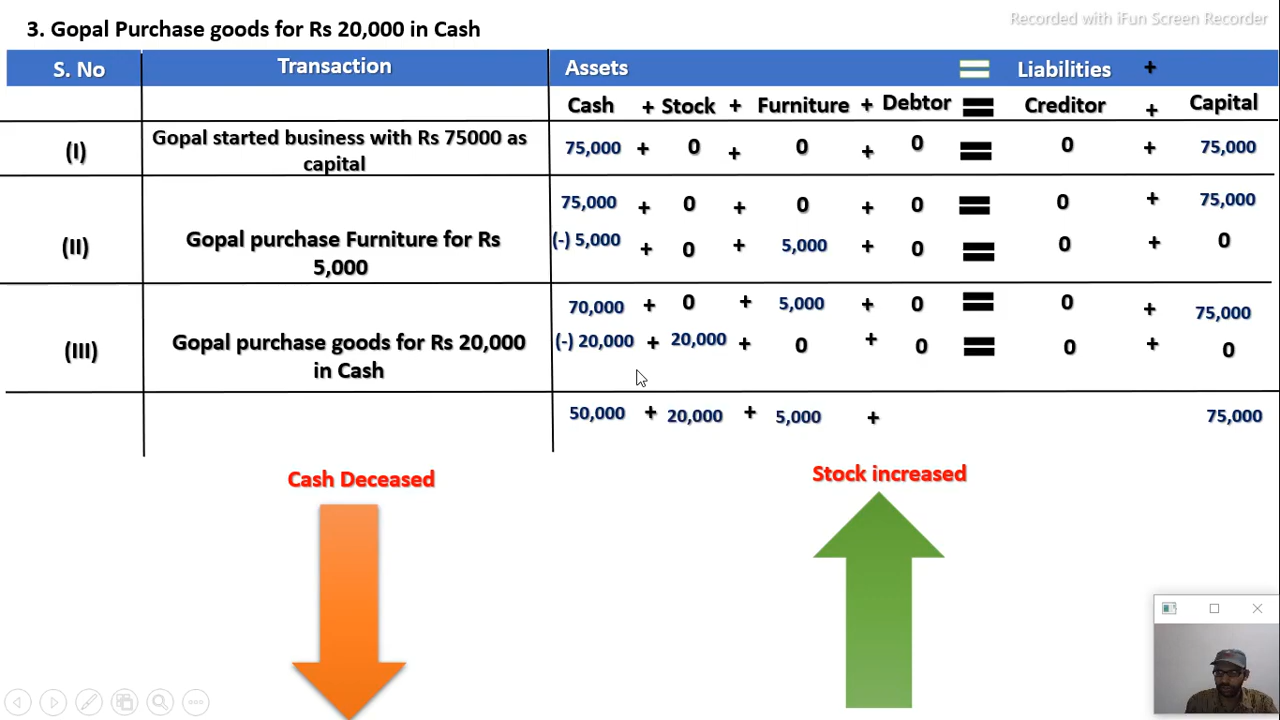 Recorded with iFun Screen Recorder
3. Gopal Purchase goods for Rs 20,000 in Cash
S. No Transaction Assets = Liabilities +
Cash + Stock + Furniture + Debtor = Creditor + Capital
(I) Gopal started business with Rs 75000 as capital 75,000 + 0 + 0 + 0 = 0 + 75,000
75,000 + 0 + 0 + 0 = 0 + 75,000
(II) Gopal purchase Furniture for Rs 5,000 (-) 5,000 + 0 + 5,000 + 0 = 0 + 0
70,000 + 0 + 5,000 + 0 = 0 + 75,000
(III) Gopal purchase goods for Rs 20,000 in Cash (-) 20,000 + 20,000 + 0 + 0 = 0 + 0
50,000 + 20,000 + 5,000 + 75,000
Cash Deceased
Stock increased